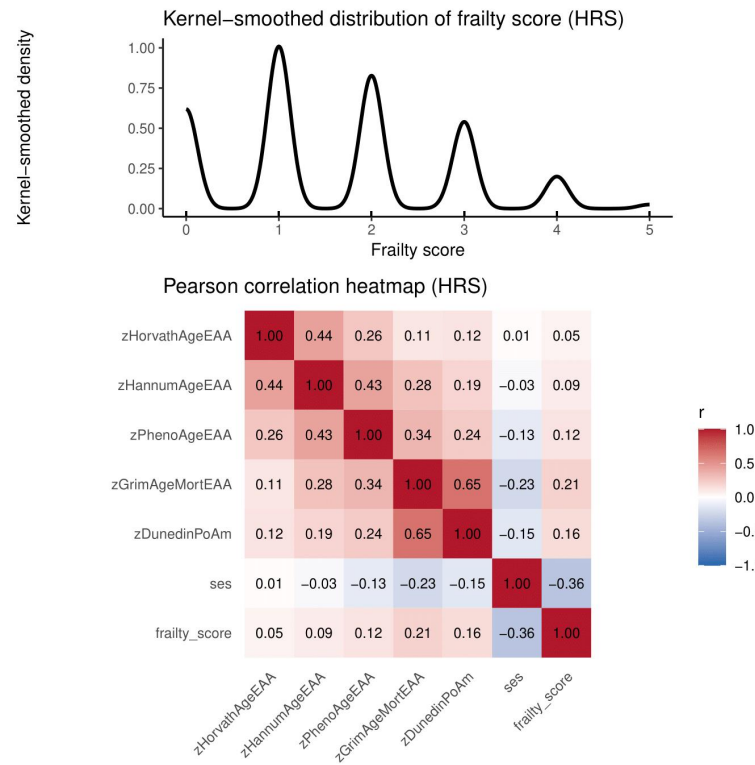 Kernel−smoothed distribution of frailty score (HRS)
Kernel−smoothed density
1.00
0.75
0.50
0.25
0.00
0 1 2 3 4 5
Frailty score
Pearson correlation heatmap (HRS)
zHorvathAgeEAA 1.00 0.44 0.26 0.11 0.12 0.01 0.05
zHannumAgeEAA 0.44 1.00 0.43 0.28 0.19 −0.03 0.09
zPhenoAgeEAA 0.26 0.43 1.00 0.34 0.24 −0.13 0.12
zGrimAgeMortEAA 0.11 0.28 0.34 1.00 0.65 −0.23 0.21
zDunedinPoAm 0.12 0.19 0.24 0.65 1.00 −0.15 0.16
ses 0.01 −0.03 −0.13 −0.23 −0.15 1.00 −0.36
frailty_score 0.05 0.09 0.12 0.21 0.16 −0.36 1.00
zHorvathAgeEAA zHannumAgeEAA zPhenoAgeEAA zGrimAgeMortEAA zDunedinPoAm ses frailty_score
r
1.0
0.5
0.0
−0.
−1.